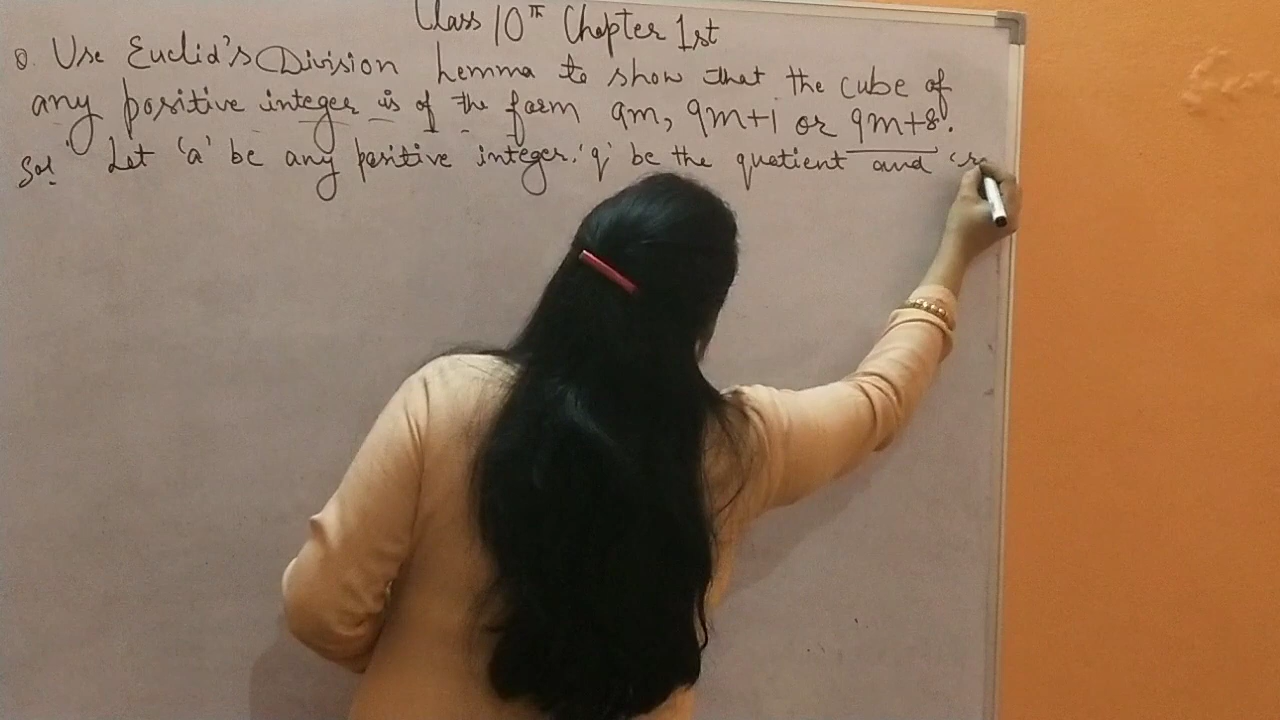 Class 10th Chapter 1st
Q. Use Euclid's Division Lemma to show that the cube of
any positive integer is of the form 9m, 9m+1 or 9m+8.
Sol. Let 'a' be any positive integer. 'q' be the quotient and 'r